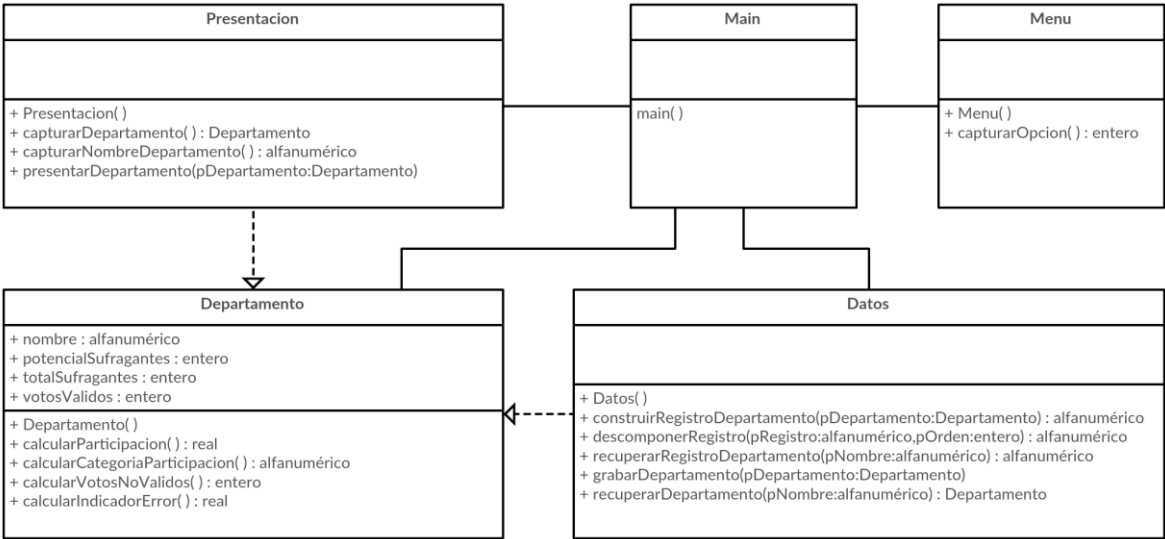 Presentacion
+ Presentacion( )
+ capturarDepartamento( ) : Departamento
+ capturarNombreDepartamento( ) : alfanumérico
+ presentarDepartamento(pDepartamento:Departamento)
Main
main( )
Menu
+ Menu( )
+ capturarOpcion( ) : entero
Departamento
+ nombre : alfanumérico
+ potencialSufragantes : entero
+ totalSufragantes : entero
+ votosValidos : entero
+ Departamento( )
+ calcularParticipacion( ) : real
+ calcularCategoriaParticipacion( ) : alfanumérico
+ calcularVotosNoValidos( ) : entero
+ calcularIndicadorError( ) : real
Datos
+ Datos( )
+ construirRegistroDepartamento(pDepartamento:Departamento) : alfanumérico
+ descomponerRegistro(pRegistro:alfanumérico,pOrden:entero) : alfanumérico
+ recuperarRegistroDepartamento(pNombre:alfanumérico) : alfanumérico
+ grabarDepartamento(pDepartamento:Departamento)
+ recuperarDepartamento(pNombre:alfanumérico) : Departamento